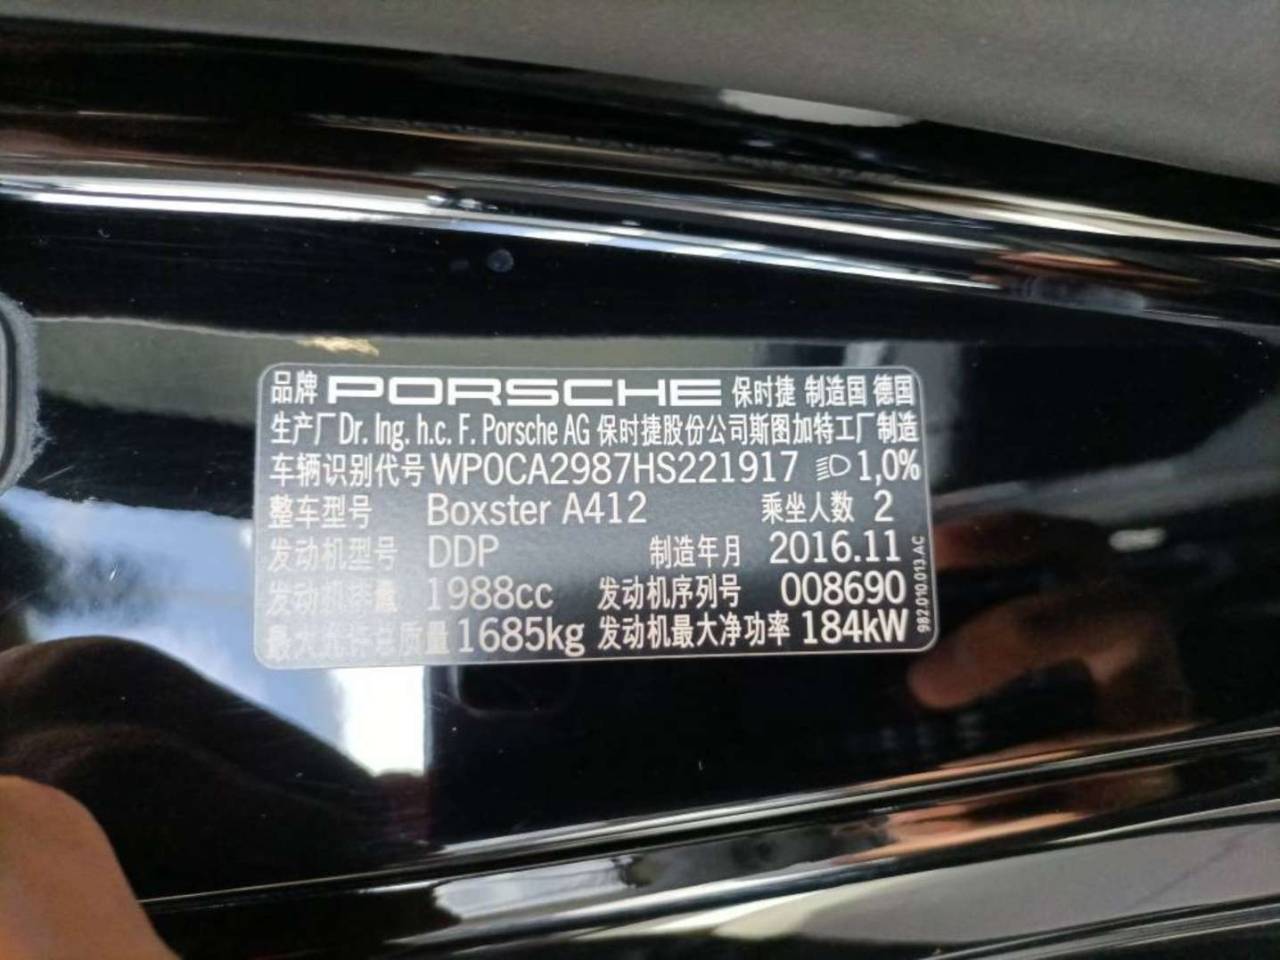 品牌 PORSCHE 保时捷 制造国 德国
生产厂 Dr. Ing. h.c. F. Porsche AG 保时捷股份公司斯图加特工厂制造
车辆识别代号 WP0CA2987HS221917 1,0%
整车型号 Boxster A412 乘坐人数 2
发动机型号 DDP 制造年月 2016.11
发动机排量 1988cc 发动机序列号 008690
最大允许总质量 1685kg 发动机最大净功率 184kW
982.010.013.AC